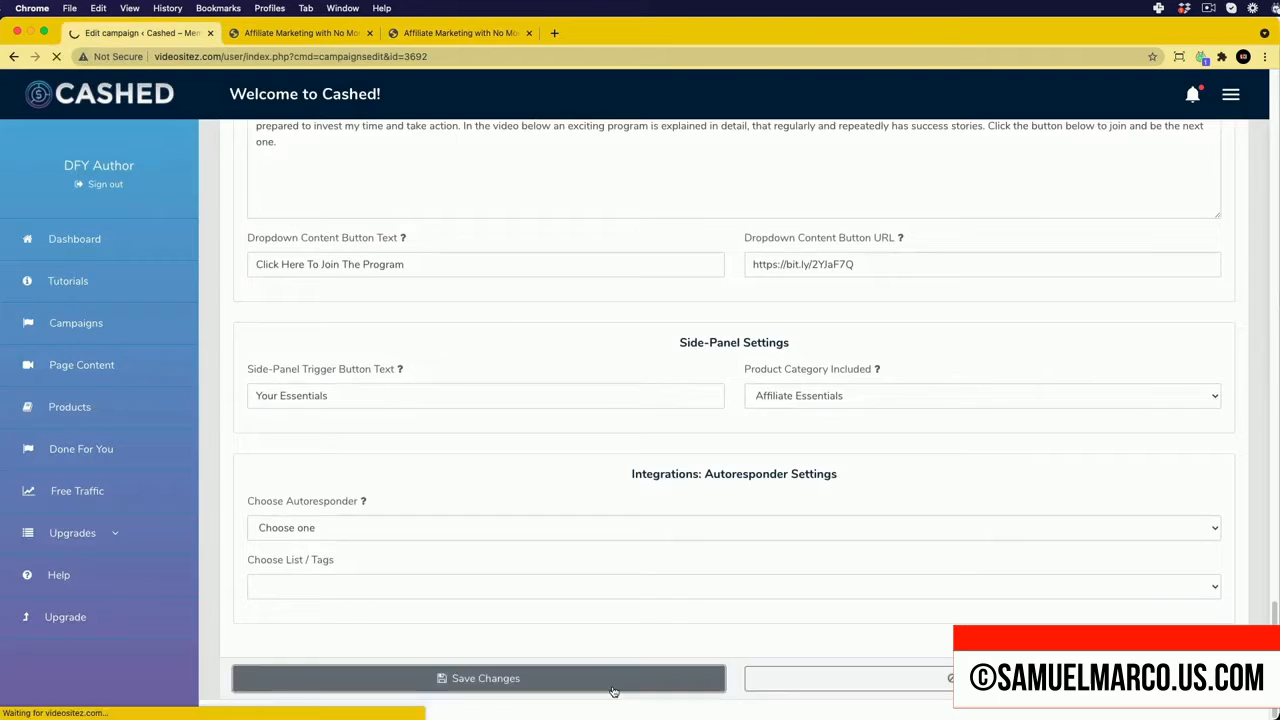 Chrome File Edit View History Bookmarks Profiles Tab Window Help
Edit campaign ‹ Cashed – Mem
Affiliate Marketing with No Mo
Affiliate Marketing with No Mo
Not Secure videositez.com/user/index.php?cmd=campaignsedit&id=3692
CASHED
Welcome to Cashed!
DFY Author
Sign out
Dashboard
Tutorials
Campaigns
Page Content
Products
Done For You
Free Traffic
Upgrades
Help
Upgrade
prepared to invest my time and take action. In the video below an exciting program is explained in detail, that regularly and repeatedly has success stories. Click the button below to join and be the next
one.
Dropdown Content Button Text ?
Click Here To Join The Program
Dropdown Content Button URL ?
https://bit.ly/2YJaF7Q
Side-Panel Settings
Side-Panel Trigger Button Text ?
Your Essentials
Product Category Included ?
Affiliate Essentials
Integrations: Autoresponder Settings
Choose Autoresponder ?
Choose one
Choose List / Tags
Save Changes
©SAMUELMARCO.US.COM
Waiting for videositez.com...